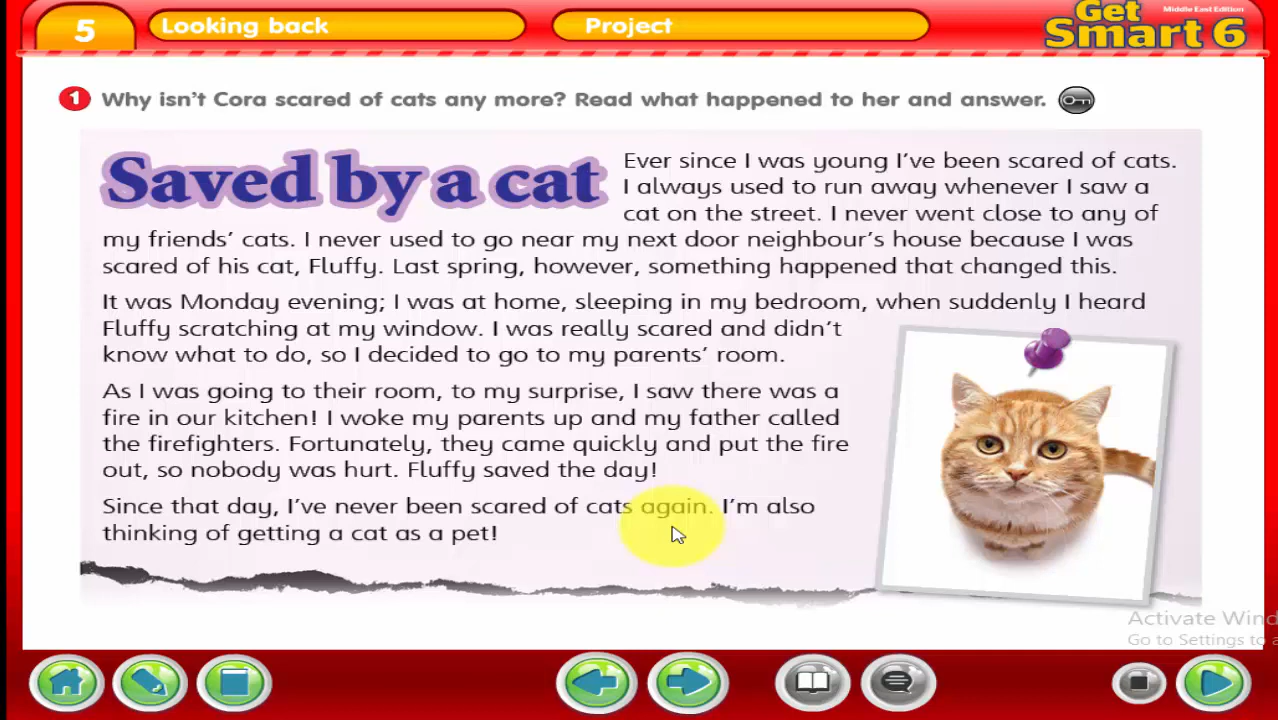 5
Looking back
Project
Middle East Edition
Get
Smart 6
1 Why isn't Cora scared of cats any more? Read what happened to her and answer.
Saved by a cat
Ever since I was young I've been scared of cats.
I always used to run away whenever I saw a
cat on the street. I never went close to any of
my friends' cats. I never used to go near my next door neighbour's house because I was
scared of his cat, Fluffy. Last spring, however, something happened that changed this.
It was Monday evening; I was at home, sleeping in my bedroom, when suddenly I heard
Fluffy scratching at my window. I was really scared and didn't
know what to do, so I decided to go to my parents' room.
As I was going to their room, to my surprise, I saw there was a
fire in our kitchen! I woke my parents up and my father called
the firefighters. Fortunately, they came quickly and put the fire
out, so nobody was hurt. Fluffy saved the day!
Since that day, I've never been scared of cats again. I'm also
thinking of getting a cat as a pet!
Activate Wind
Go to Settings to a